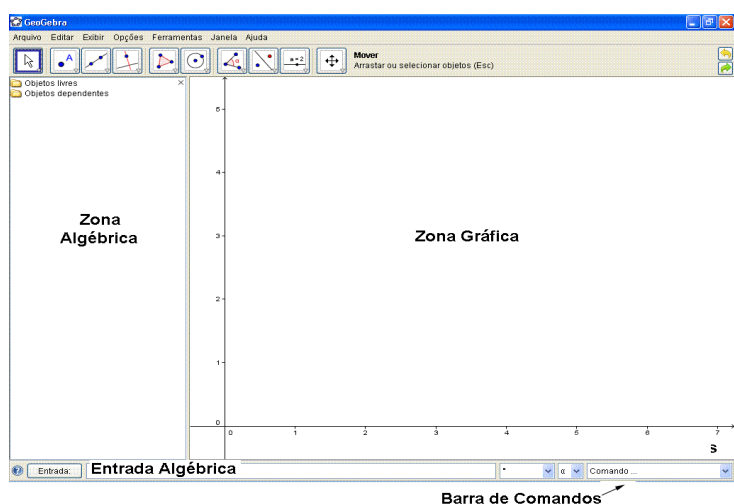 GeoGebra
Arquivo Editar Exibir Opções Ferramentas Janela Ajuda
A
α
a=2
Mover
Arrastar ou selecionar objetos (Esc)
Objetos livres
Objetos dependentes
Zona
Algébrica
Zona Gráfica
5
4
3
2
1
0
0 1 2 3 4 5 6 7
s
Entrada: Entrada Algébrica ° α Comando ...
Barra de Comandos